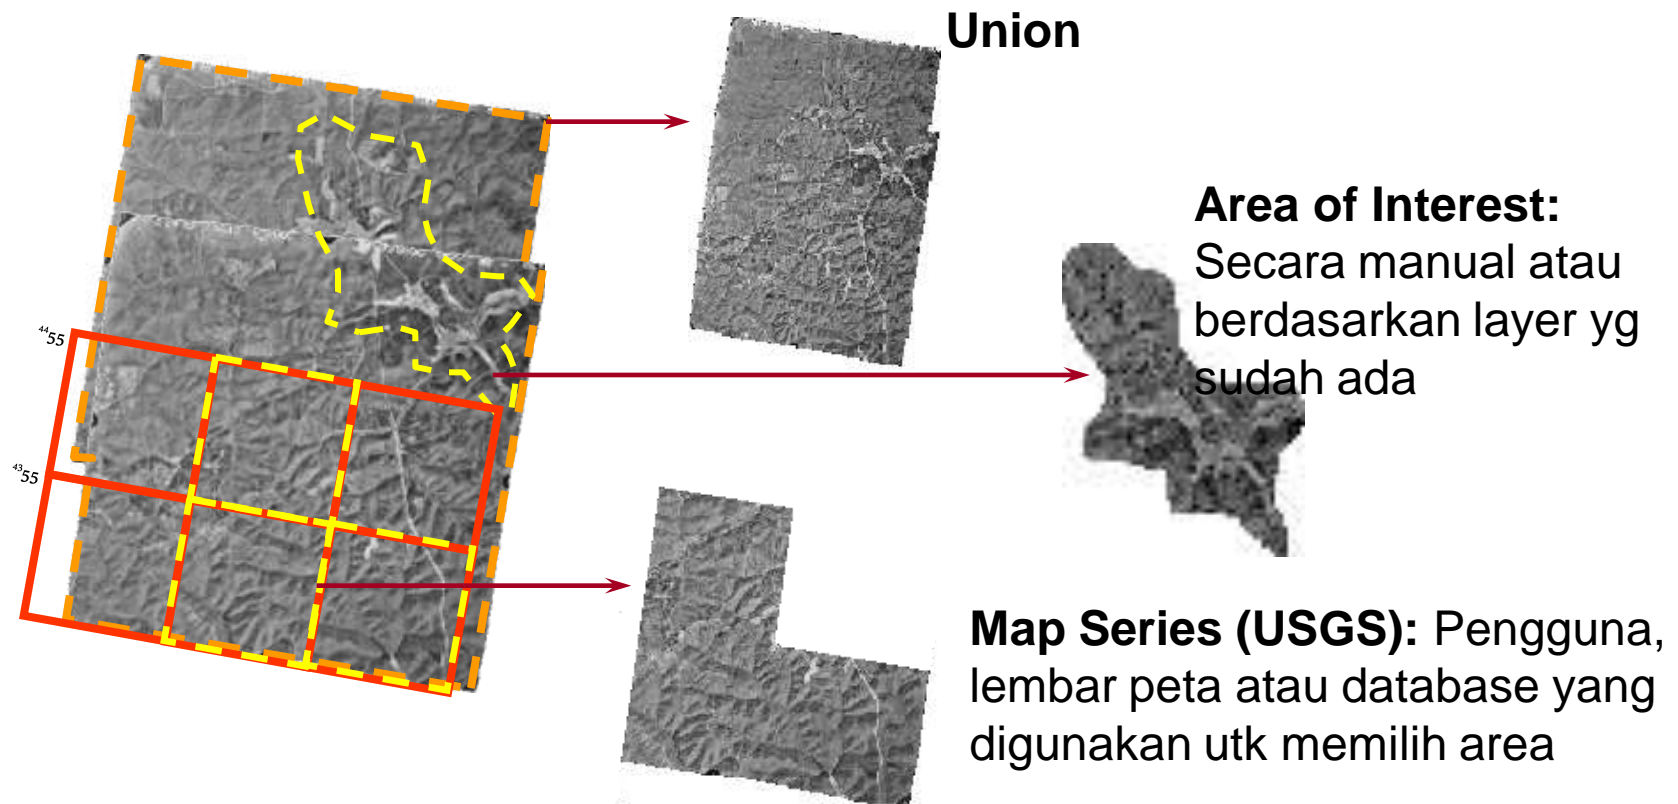 Union
Area of Interest:
Secara manual atau
berdasarkan layer yg
sudah ada
⁴⁴55
⁴³55
Map Series (USGS): Pengguna,
lembar peta atau database yang
digunakan utk memilih area